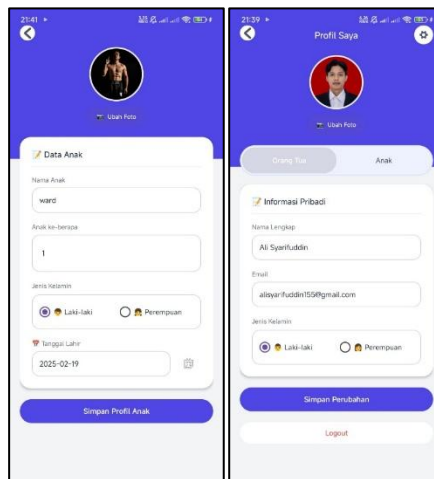 21:41
Ubah Foto
Data Anak
Nama Anak
ward
Anak ke-berapa
1
Jenis Kelamin
Laki-laki
Perempuan
Tanggal Lahir
2025-02-19
Simpan Profil Anak
21:39
Profil Saya
Ubah Foto
Orang Tua
Anak
Informasi Pribadi
Nama Lengkap
Ali Syarifuddin
Email
alisyarifuddin155@gmail.com
Jenis Kelamin
Laki-laki
Perempuan
Simpan Perubahan
Logout